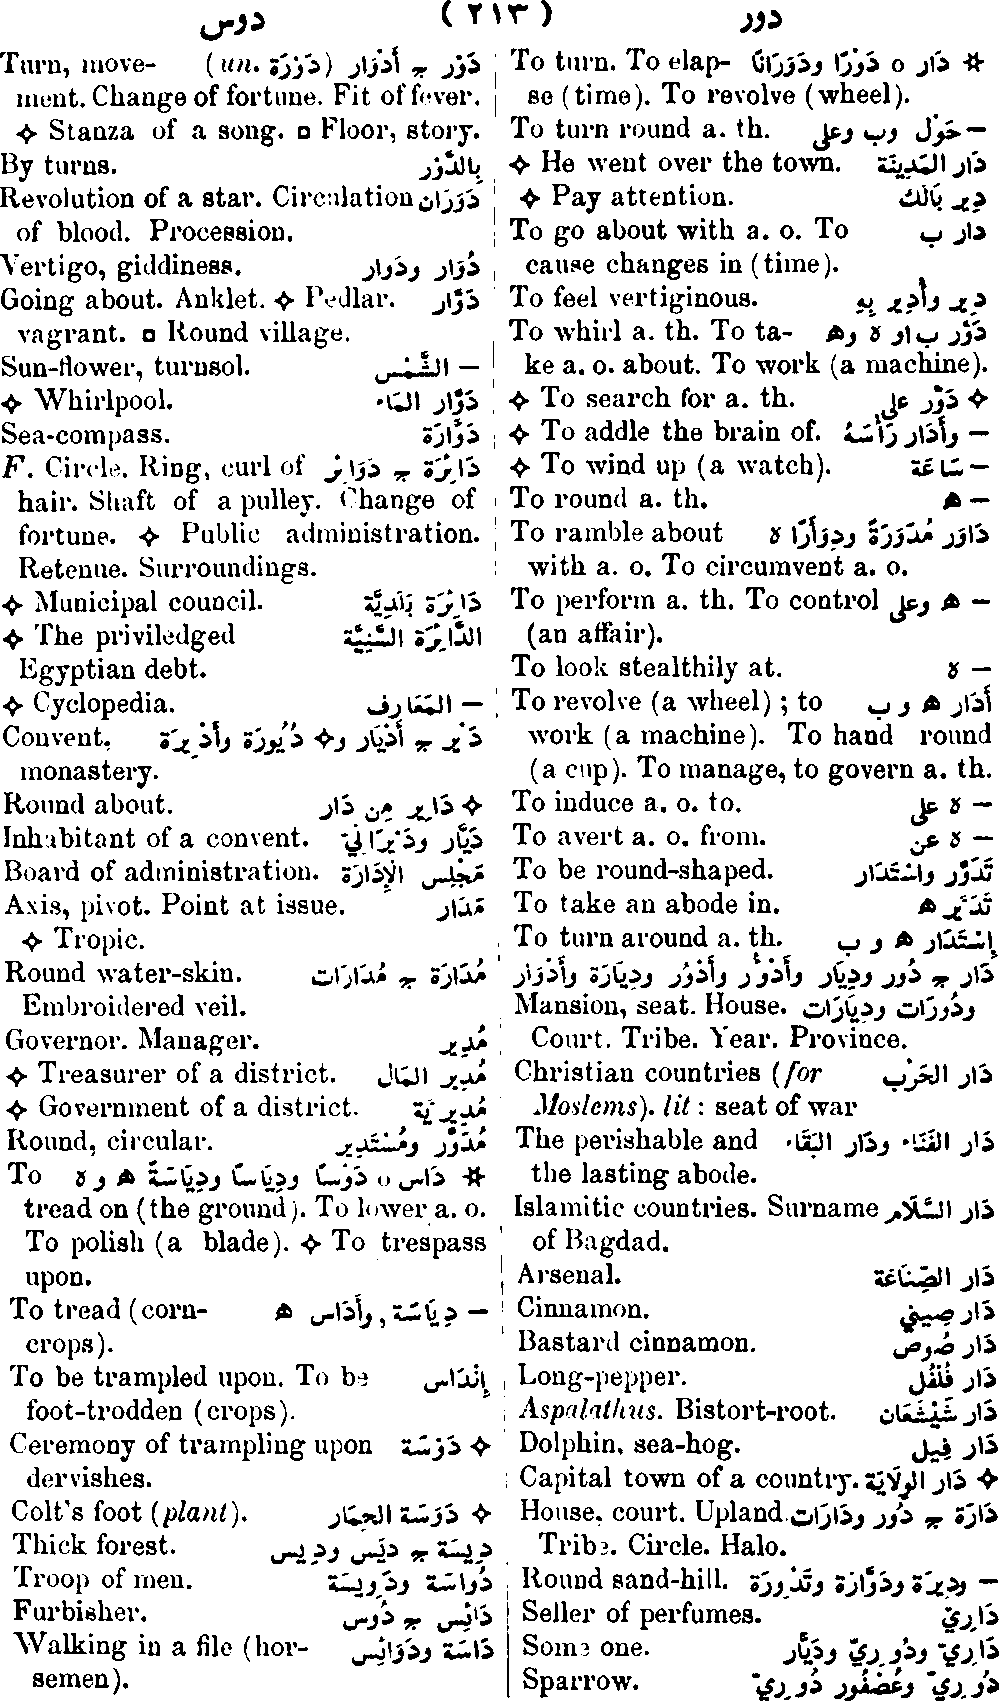 دور ( ٢١٣ ) دوس
To turn. To elap- ✲ دَار o دَوْرًا ودَوَرَانًا
se (time). To revolve (wheel).
To turn round a. th. — حَوْل وب وعلى
✧ He went over the town. دَار المَدِينَة
✧ Pay attention. دِير بَالَك
To go about with a. o. To دار ب
cause changes in (time).
To feel vertiginous. دِير وأُدِير بِهِ
To whirl a. th. To ta- دَوَّر ب او ه وه
ke a. o. about. To work (a machine).
✧ To search for a. th. ✧ دَوَّر على
✧ To addle the brain of. — وأَدَار رَأْسَهُ
✧ To wind up (a watch). — سَاعَة
To round a. th. — ه
To ramble about دَاوَر مُدَوَرَةً ودِوَارًا ه
with a. o. To circumvent a. o.
To perform a. th. To control — ه وعلى
(an affair).
To look stealthily at. — ه
To revolve (a wheel) ; to أَدَار ه و ب
work (a machine). To hand round
(a cup). To manage, to govern a. th.
To induce a. o. to. — ه على
To avert a. o. from. — ه عن
To be round-shaped. تَدَوَّر واسْتَدَار
To take an abode in. تَدَيَّر ه
To turn around a. th. إِسْتَدَار ه و ب
دَار ج دُور ودِيَار وأَدْوُر وأَدْؤُر ودِيَارَة وأَدْوَار
Mansion, seat. House. ودُورَات ودِيَارَات
Court. Tribe. Year. Province.
Christian countries (for دَار الحَرْب
Moslems). lit : seat of war
The perishable and دَار الفَنَاء ودَار البَقَاء
the lasting abode.
Islamitic countries. Surname دَار السَّلَام
of Bagdad.
Arsenal. دَار الصِّنَاعَة
Cinnamon. دَار صِينِي
Bastard cinnamon. دَار صُوص
Long-pepper. دَار فُلْفُل
Aspalathus. Bistort-root. دَار شَيْشَعَان
Dolphin, sea-hog. دَار فِيل
Capital town of a country. ✧ دَار الوِلَايَة
House, court. Upland. دَارَة ج دُور ودَارَات
Tribe. Circle. Halo.
Round sand-hill. — ودِيرَة ودَوَّارَة وتَدْوِرَة
Seller of perfumes. دَارِيّ
Some one. دَارِيّ ودُورِيّ ودَيَّار
Sparrow. دُورِيّ وعُصْفُور دُورِيّ
Turn, move- دَوْر ج أَدْوَار (un. دَوْرَة)
ment. Change of fortune. Fit of fever.
✧ Stanza of a song. □ Floor, story.
By turns. بِالدَّوْر
Revolution of a star. Circulation دَوَرَان
of blood. Procession.
Vertigo, giddiness. دُوَار ودَوار
Going about. Anklet. ✧ Pedlar. دَوَّار
vagrant. □ Round village.
Sun-flower, turnsol. — الشَّمْس
✧ Whirlpool. دَوَّار المَاء
Sea-compass. دَوَّارَة
F. Circle. Ring, curl of دَائِرَة ج دَوَائِر
hair. Shaft of a pulley. Change of
fortune. ✧ Public administration.
Retenue. Surroundings.
✧ Municipal council. دَائِرَة بَلَدِيَّة
✧ The priviledged الدَّائِرَة السَّنِيَّة
Egyptian debt.
✧ Cyclopedia. — المَعَارِف
Convent, دَيْر ج أَدْيَار و✧ دُيُورَة وأَدْيِرَة
monastery.
Round about. ✧ دَايِر مِن دَار
Inhabitant of a convent. دَيَّار ودَيْرَانِيّ
Board of administration. مَجْلِس الإِدَارَة
Axis, pivot. Point at issue. مَدَار
✧ Tropic.
Round water-skin. مُدَارَة ج مُدَارَات
Embroidered veil.
Governor. Manager. مُدِير
✧ Treasurer of a district. مُدِير المَال
✧ Government of a district. مُدِيرِيَّة
Round, circular. مُدَوَّر ومُسْتَدِير
To ✲ دَاس o دَوْسًا ودِيَاسًا ودِيَاسَةً ه و ه
tread on (the ground). To lower a. o.
To polish (a blade). ✧ To trespass
upon.
To tread (corn- — دِيَاسَة, وأَدَاس ه
crops).
To be trampled upon. To be إِنْدَاس
foot-trodden (crops).
Ceremony of trampling upon ✧ دَوْسَة
dervishes.
Colt's foot (plant). ✧ دَوْسَة الحِمَار
Thick forest. دِيسَة ج دِيَس ودِيس
Troop of men. دُواسَة ودَوِيسَة
Furbisher. دَائِس ج دُوس
Walking in a file (hor- دَاسَة ودَوَائِس
semen).